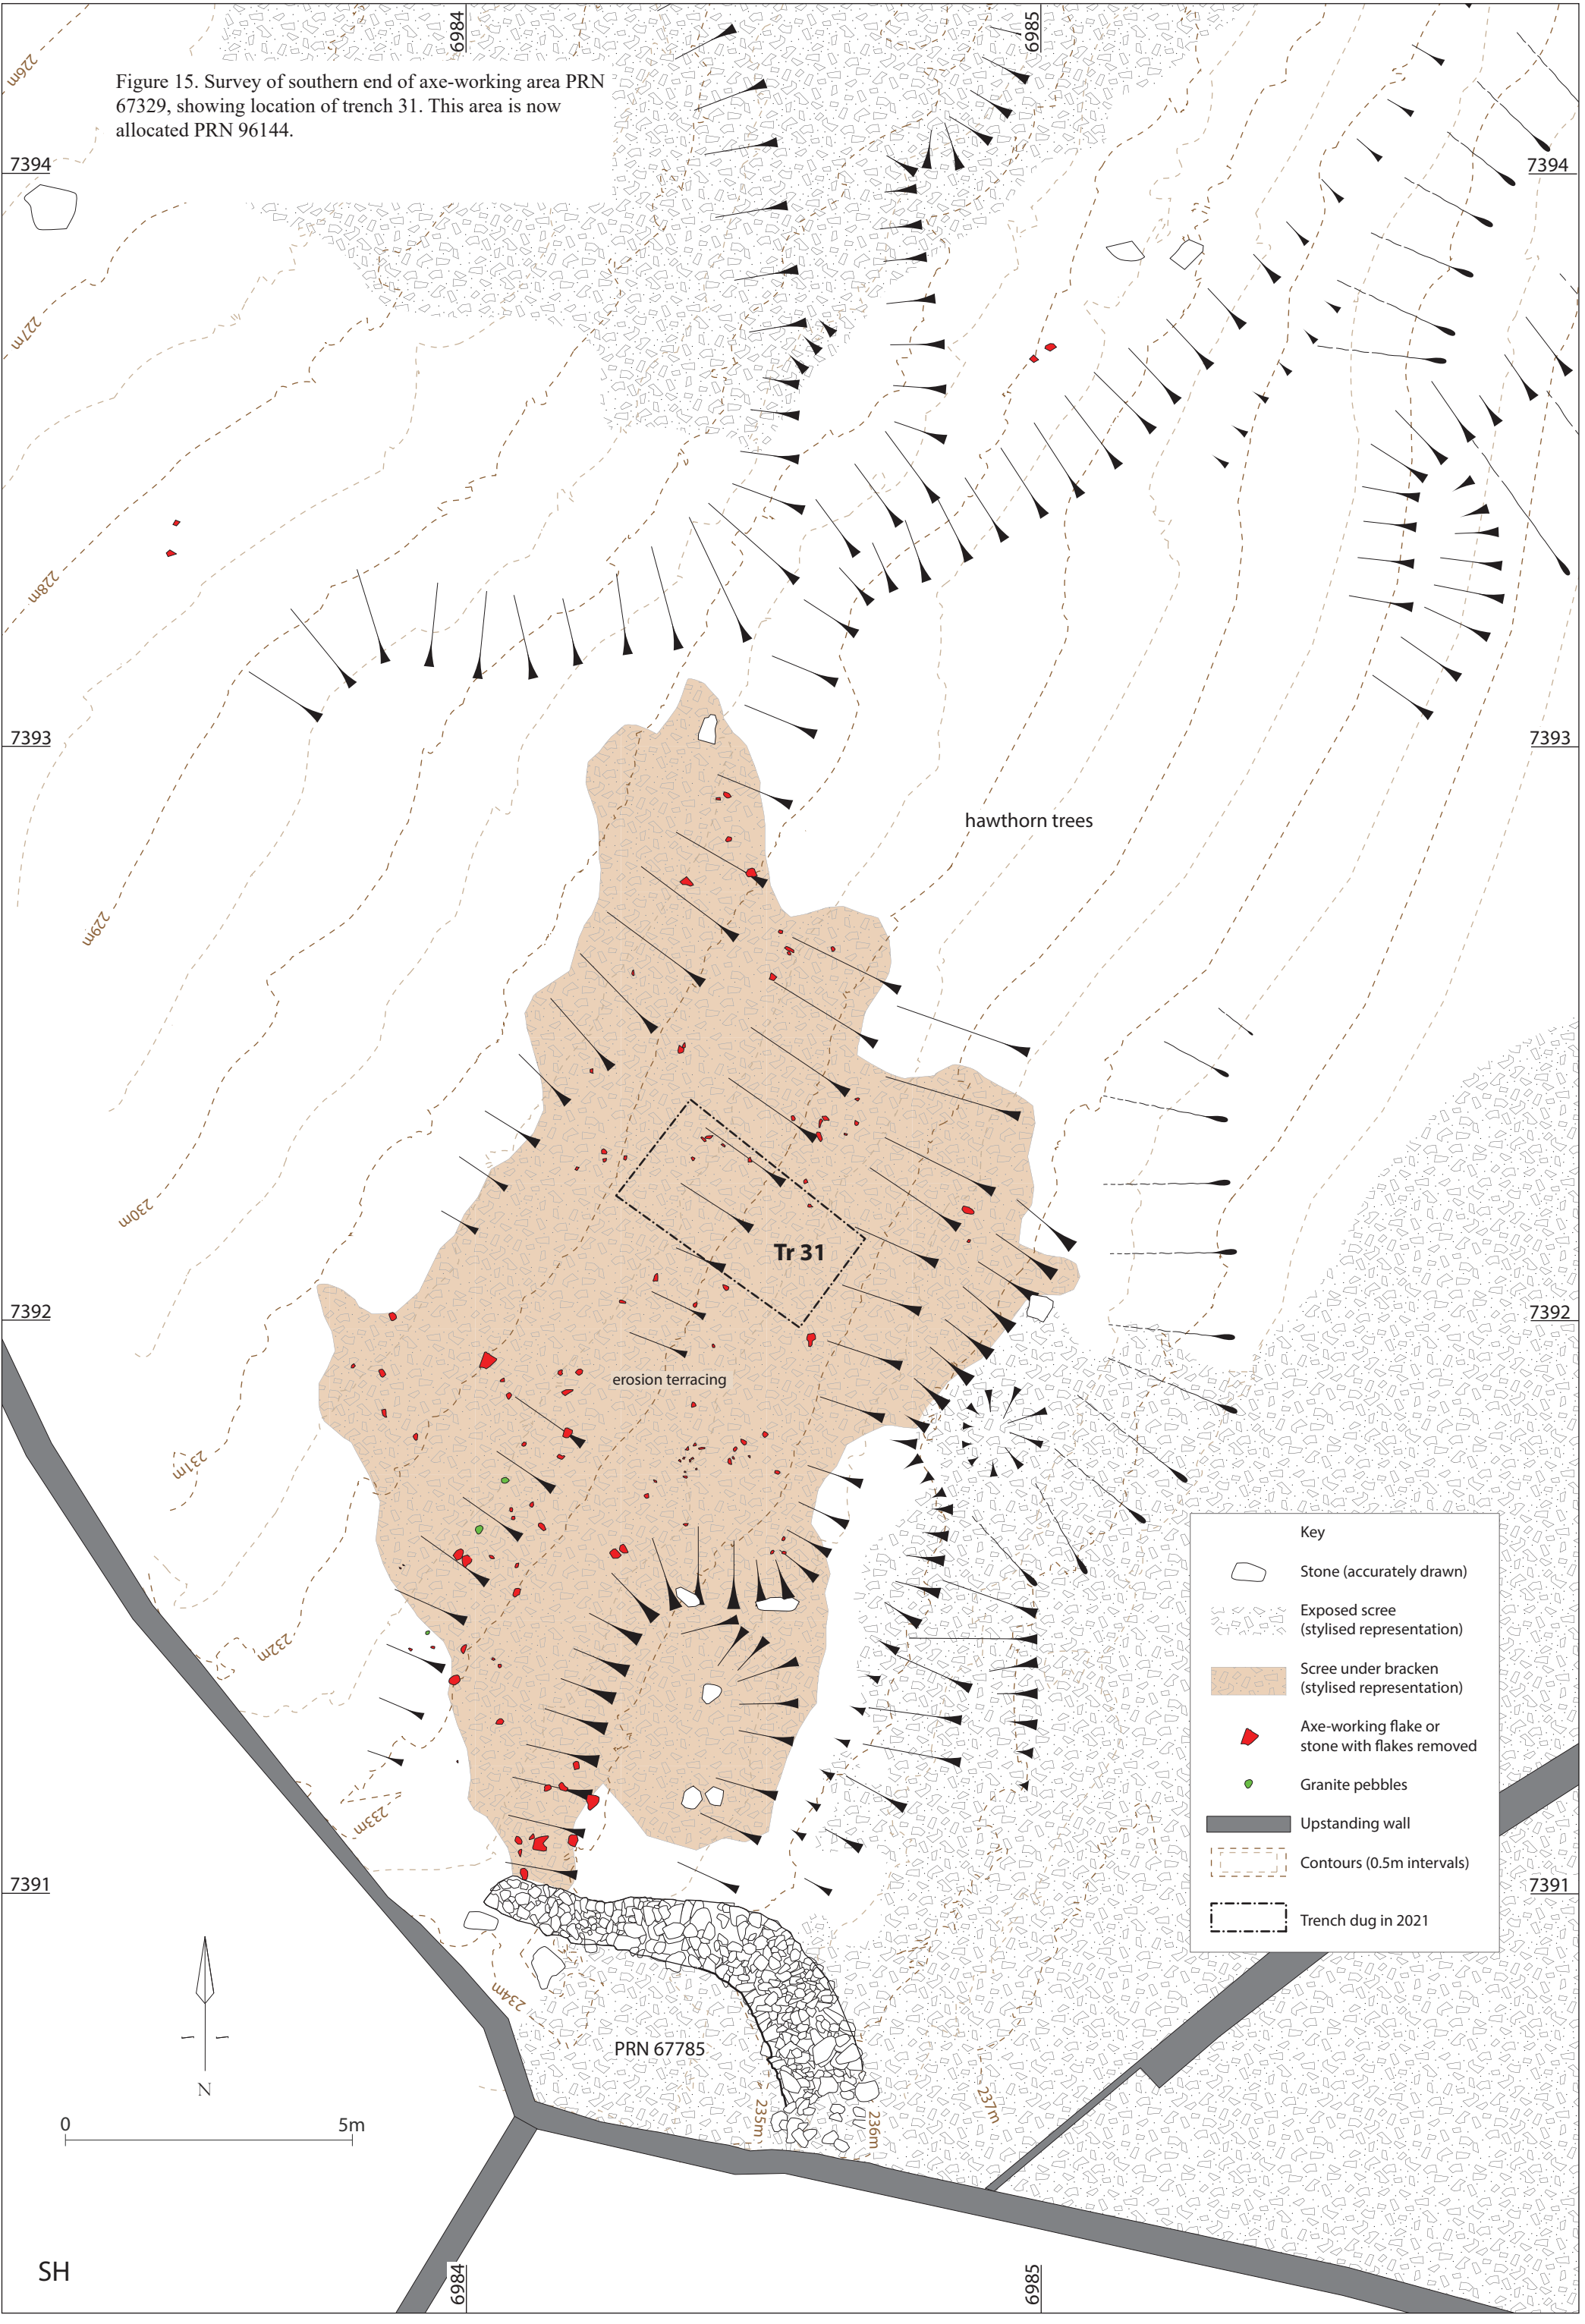 6984
6985
226m
Figure 15. Survey of southern end of axe-working area PRN
67329, showing location of trench 31. This area is now
allocated PRN 96144.
7394
7394
227m
228m
7393
7393
hawthorn trees
229m
230m
Tr 31
7392
7392
erosion terracing
231m
232m
233m
Key
Stone (accurately drawn)
Exposed scree
(stylised representation)
Scree under bracken
(stylised representation)
Axe-working flake or
stone with flakes removed
Granite pebbles
Upstanding wall
Contours (0.5m intervals)
Trench dug in 2021
7391
7391
234m
PRN 67785
N
235m
236m
237m
0
5m
SH
6984
6985